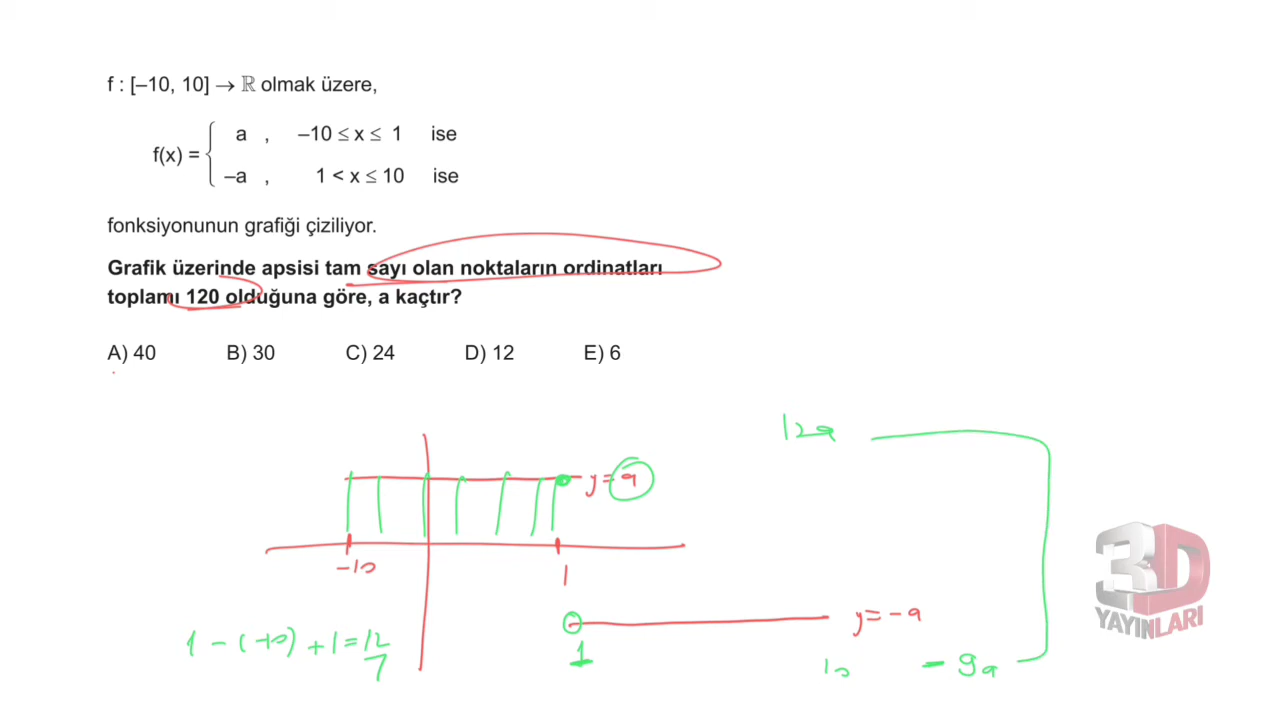 f : [–10, 10] → ℝ olmak üzere,
a , –10 ≤ x ≤ 1 ise
f(x) = {
–a , 1 < x ≤ 10 ise
fonksiyonunun grafiği çiziliyor.
Grafik üzerinde apsisi tam sayı olan noktaların ordinatları
toplamı 120 olduğuna göre, a kaçtır?
A) 40 B) 30 C) 24 D) 12 E) 6
12a
y = a
–10 1
y = –a
1 – (–10) + 1 = 12
1
10 – 9a
3D
YAYINLARI